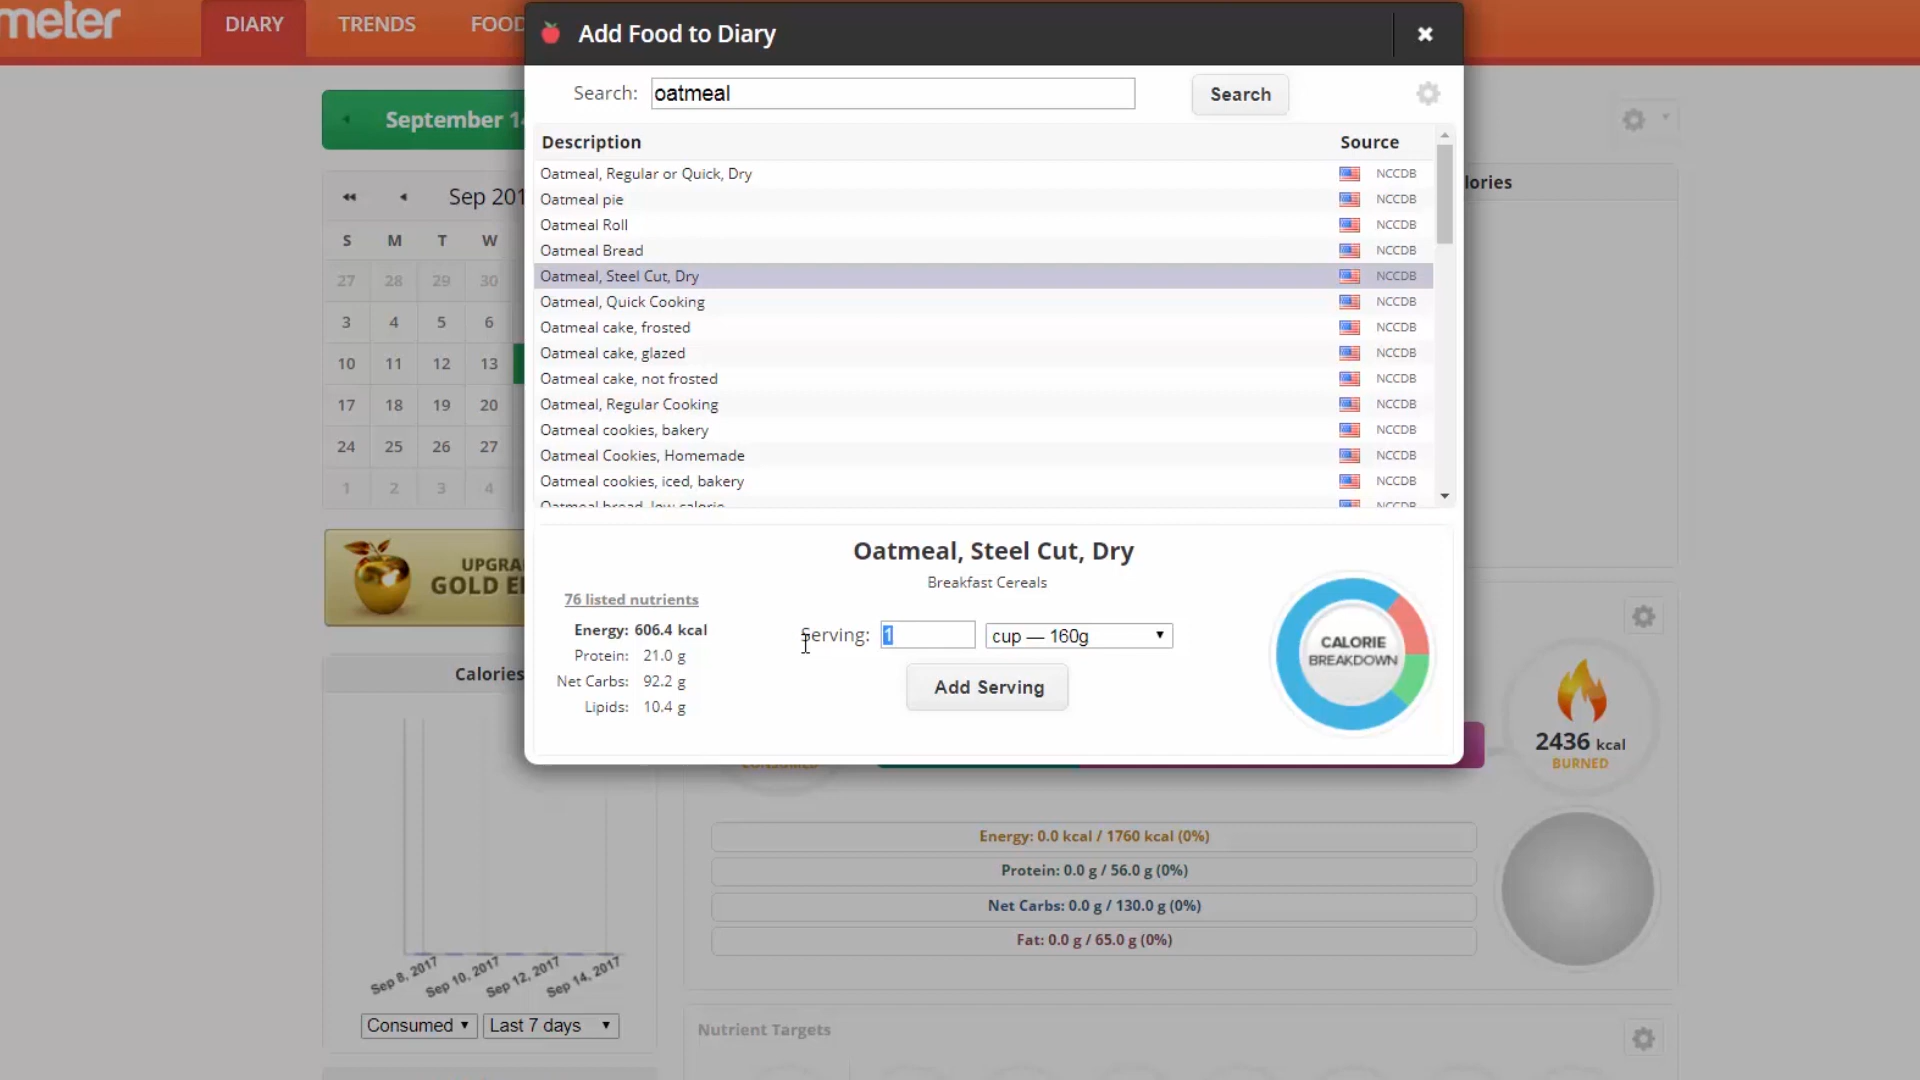 meter
DIARY
TRENDS
FOOD
Add Food to Diary
Search: oatmeal
Search
Description Source
Oatmeal, Regular or Quick, Dry NCCDB
Oatmeal pie NCCDB
Oatmeal Roll NCCDB
Oatmeal Bread NCCDB
Oatmeal, Steel Cut, Dry NCCDB
Oatmeal, Quick Cooking NCCDB
Oatmeal cake, frosted NCCDB
Oatmeal cake, glazed NCCDB
Oatmeal cake, not frosted NCCDB
Oatmeal, Regular Cooking NCCDB
Oatmeal cookies, bakery NCCDB
Oatmeal Cookies, Homemade NCCDB
Oatmeal cookies, iced, bakery NCCDB
Oatmeal bread, low calorie NCCDB
Oatmeal, Steel Cut, Dry
Breakfast Cereals
76 listed nutrients
Energy: 606.4 kcal
Protein: 21.0 g
Net Carbs: 92.2 g
Lipids: 10.4 g
Serving: 1 cup — 160g
Add Serving
CALORIE
BREAKDOWN
September 14
Sep 201
S M T W
27 28 29 30
3 4 5 6
10 11 12 13
17 18 19 20
24 25 26 27
1 2 3 4
UPGRA
GOLD E
Calories
Sep 8, 2017
Sep 10, 2017
Sep 12, 2017
Sep 14, 2017
Consumed
Last 7 days
lories
CONSUMED
2436 kcal
BURNED
Energy: 0.0 kcal / 1760 kcal (0%)
Protein: 0.0 g / 56.0 g (0%)
Net Carbs: 0.0 g / 130.0 g (0%)
Fat: 0.0 g / 65.0 g (0%)
Nutrient Targets